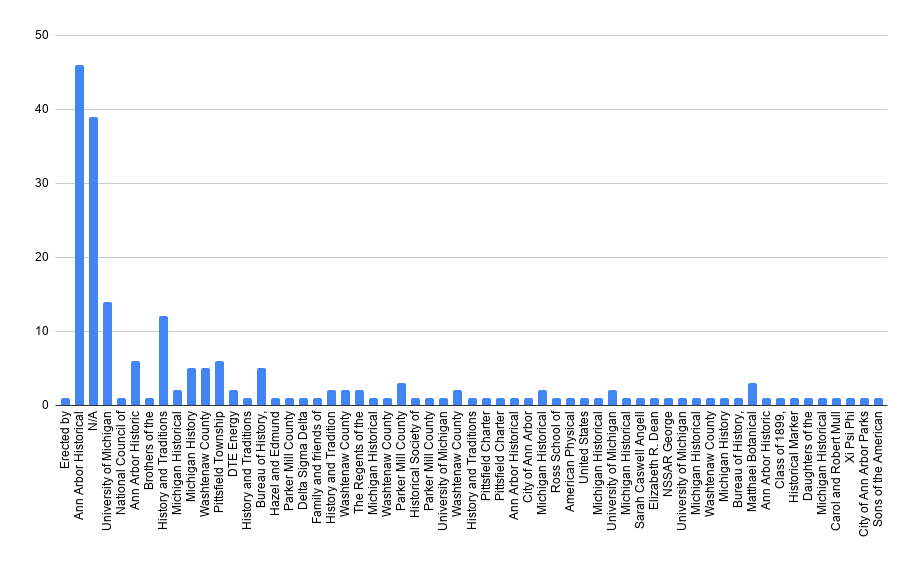 50
40
30
20
10
0
Erected by
Ann Arbor Historical
N/A
University of Michigan
National Council of
Ann Arbor Historic
Brothers of the
History and Traditions
Michigan Historical
Michigan History
Washtenaw County
Pittsfield Township
DTE Energy
History and Traditions
Bureau of History,
Hazel and Edmund
Parker Mill County
Delta Sigma Delta
Family and friends of
History and Tradition
Washtenaw County
The Regents of the
Michigan Historical
Washtenaw County
Parker Mill County
Historical Society of
Parker Mill County
University of Michigan
Washtenaw County
History and Traditions
Pittsfield Charter
Pittsfield Charter
Ann Arbor Historical
City of Ann Arbor
Michigan Historical
Ross School of
American Physical
United States
Michigan Historical
University of Michigan
Michigan Historical
Sarah Caswell Angell
Elizabeth R. Dean
NSSAR George
University of Michigan
Michigan Historical
Washtenaw County
Michigan History
Bureau of History,
Matthaei Botanical
Ann Arbor Historic
Class of 1899,
Historical Marker
Daughters of the
Michigan Historical
Carol and Robert Mull
Xi Psi Phi
City of Ann Arbor Parks
Sons of the American